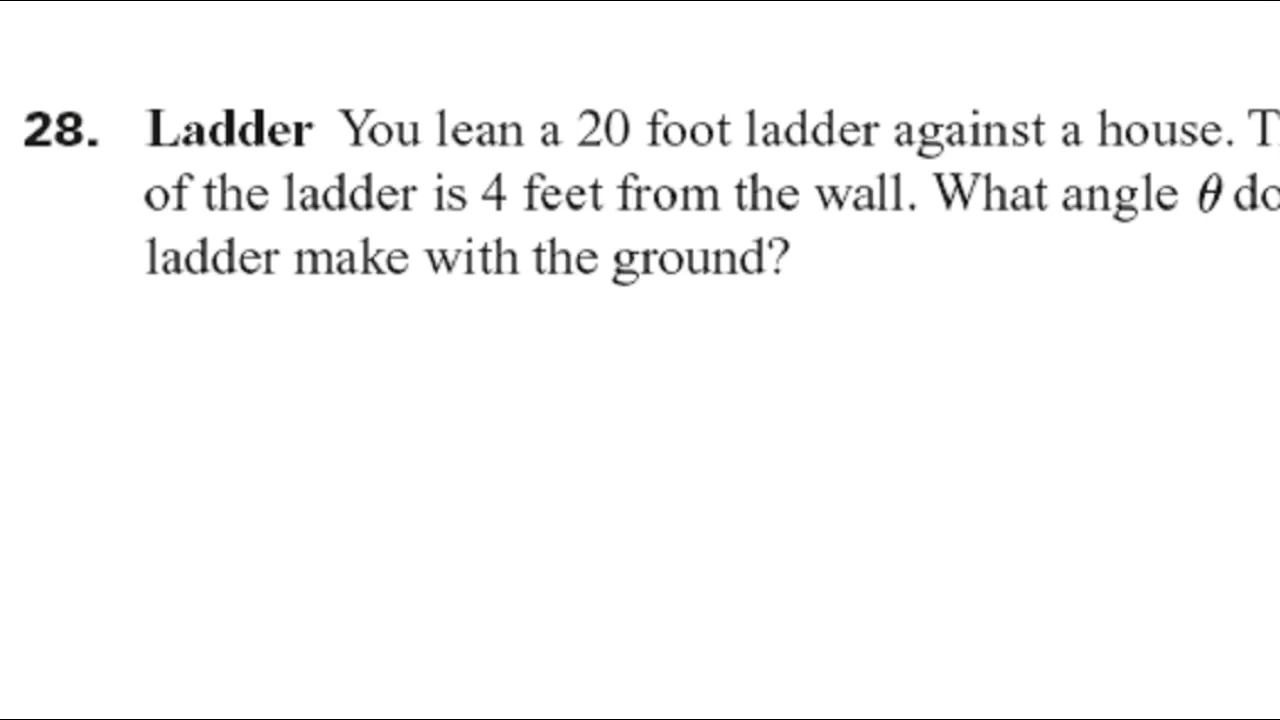 28. Ladder You lean a 20 foot ladder against a house.
of the ladder is 4 feet from the wall. What angle θ
ladder make with the ground?